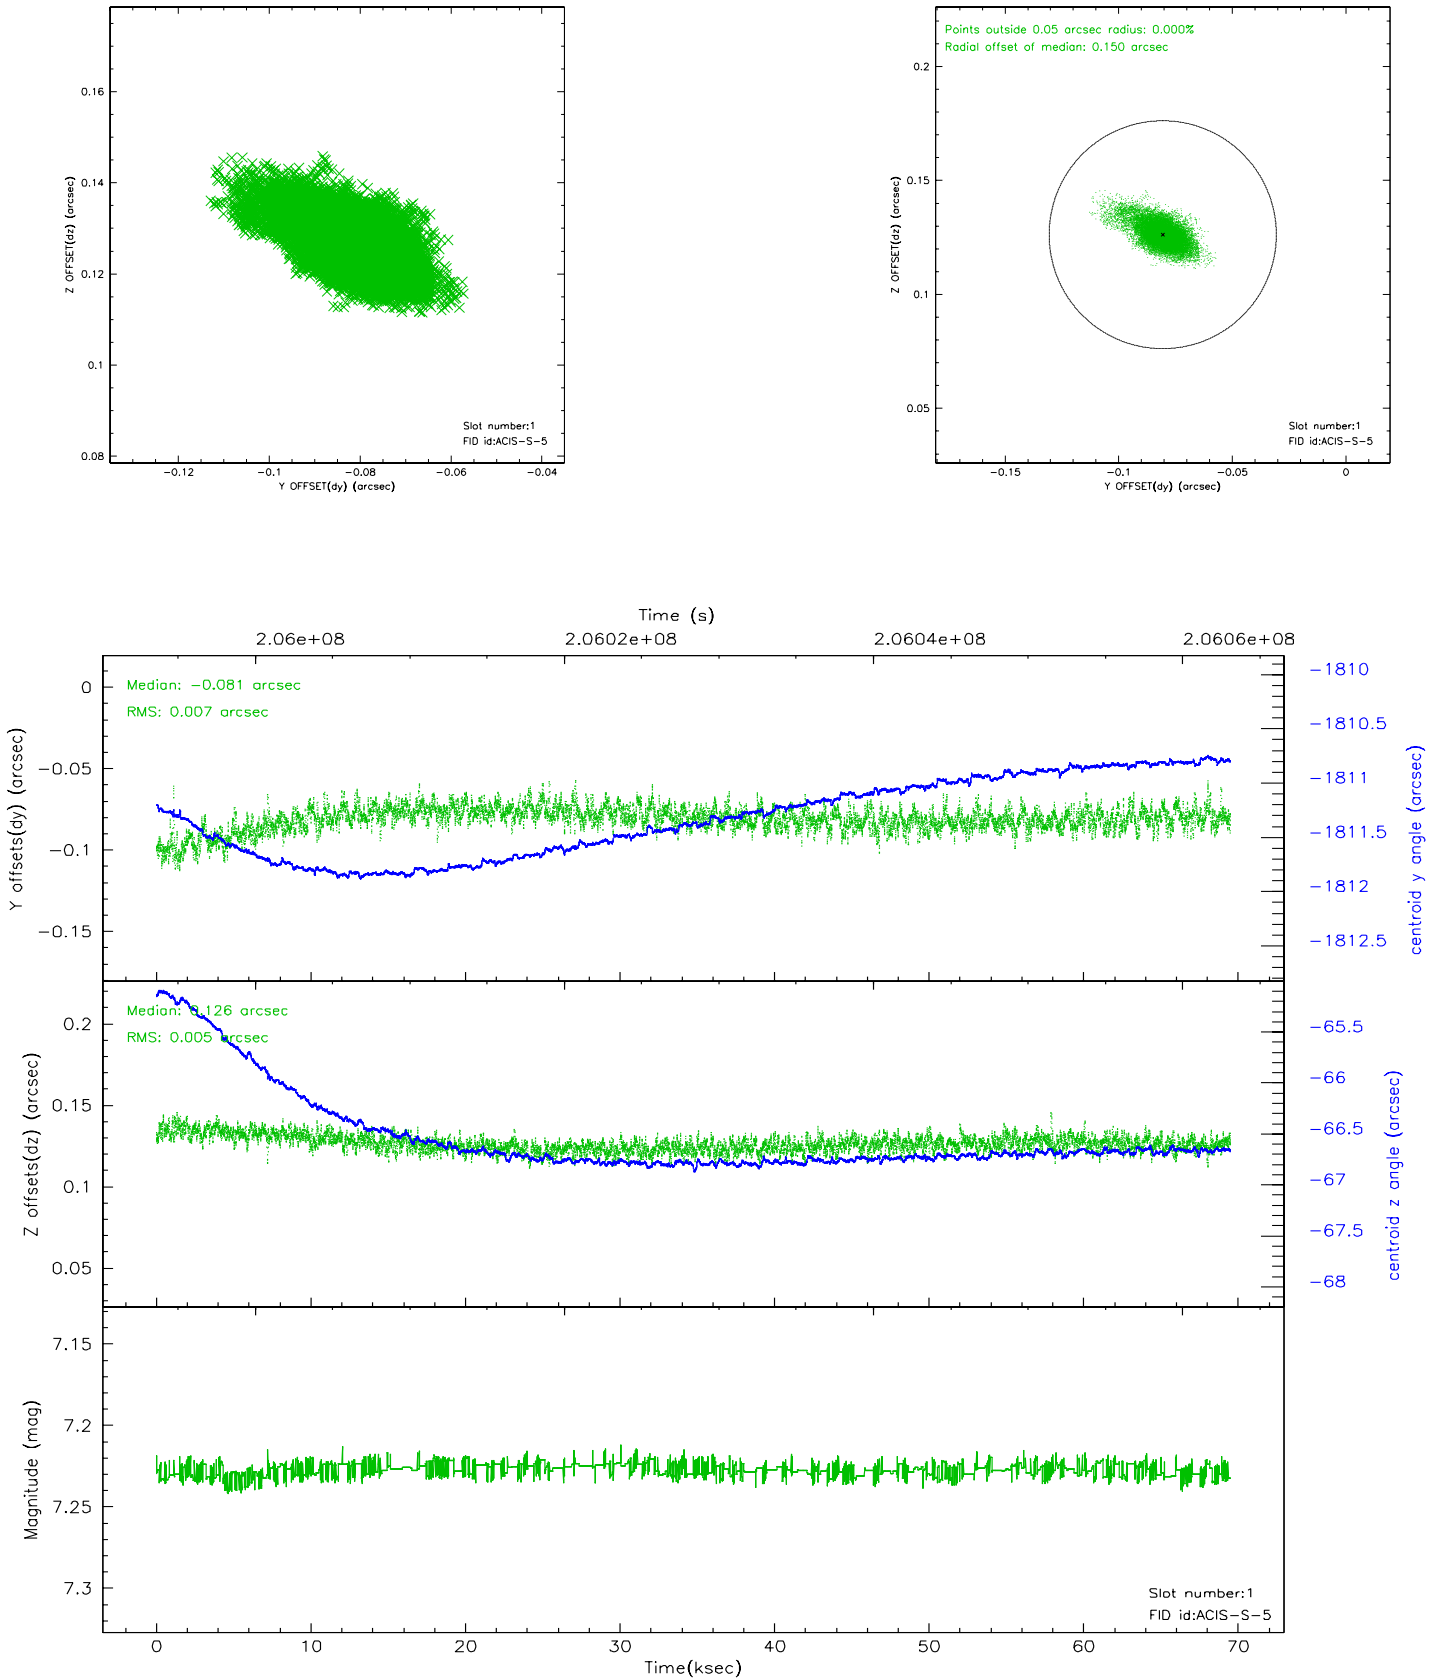 0.16
0.14
0.12
0.1
0.08
Z OFFSET(dz) (arcsec)
Slot number:1
FID id:ACIS-S-5
-0.12
-0.1
-0.08
-0.06
-0.04
Y OFFSET(dy) (arcsec)
Points outside 0.05 arcsec radius: 0.000%
Radial offset of median: 0.150 arcsec
0.2
0.15
0.1
0.05
Z OFFSET(dz) (arcsec)
Slot number:1
FID id:ACIS-S-5
-0.15
-0.1
-0.05
0
Y OFFSET(dy) (arcsec)
Time (s)
2.06e+08
2.0602e+08
2.0604e+08
2.0606e+08
Median: -0.081 arcsec
RMS: 0.007 arcsec
0
-0.05
-0.1
-0.15
Y offsets(dy) (arcsec)
-1810
-1810.5
-1811
-1811.5
-1812
-1812.5
centroid y angle (arcsec)
Median: 0.126 arcsec
RMS: 0.005 arcsec
0.2
0.15
0.1
0.05
Z offsets(dz) (arcsec)
-65.5
-66
-66.5
-67
-67.5
-68
centroid z angle (arcsec)
7.15
7.2
7.25
7.3
Magnitude (mag)
Slot number:1
FID id:ACIS-S-5
0
10
20
30
40
50
60
70
Time(ksec)